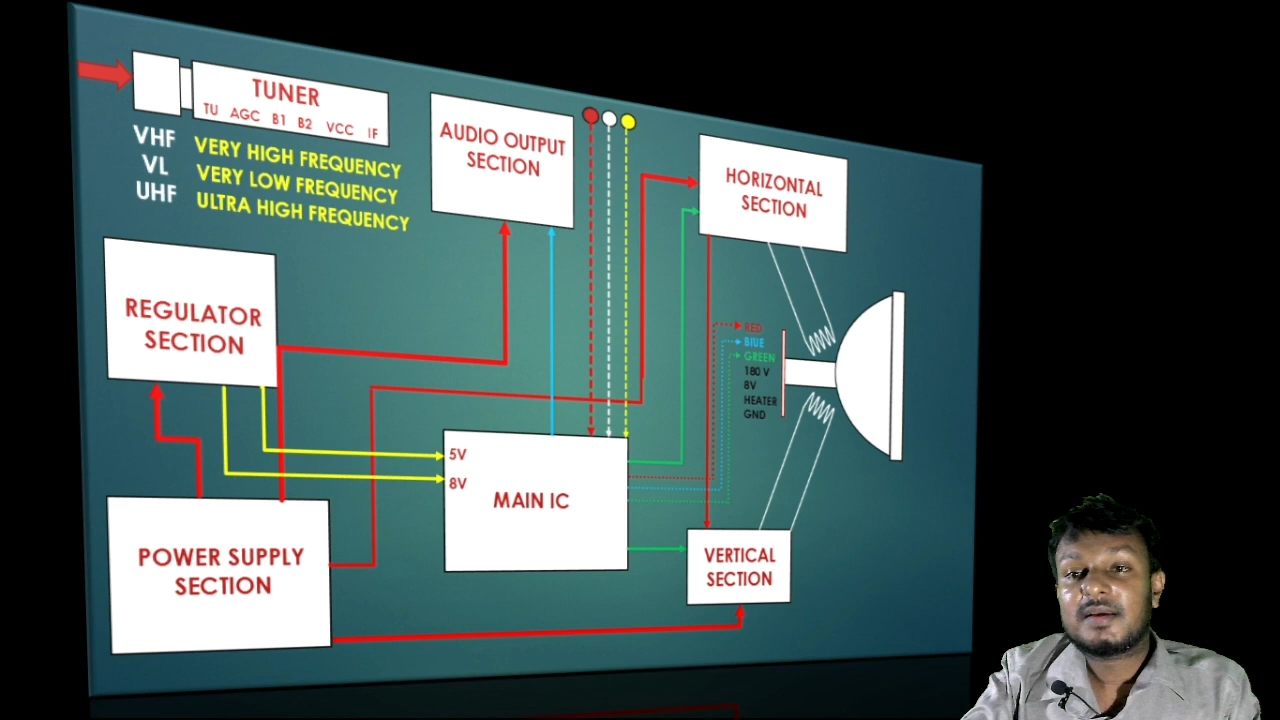 TUNER
TU AGC B1 B2 VCC IF
VHF VERY HIGH FREQUENCY
VL VERY LOW FREQUENCY
UHF ULTRA HIGH FREQUENCY
AUDIO OUTPUT
SECTION
HORIZONTAL
SECTION
REGULATOR
SECTION
RED
BLUE
GREEN
180 V
8V
HEATER
GND
5V
8V
MAIN IC
POWER SUPPLY
SECTION
VERTICAL
SECTION